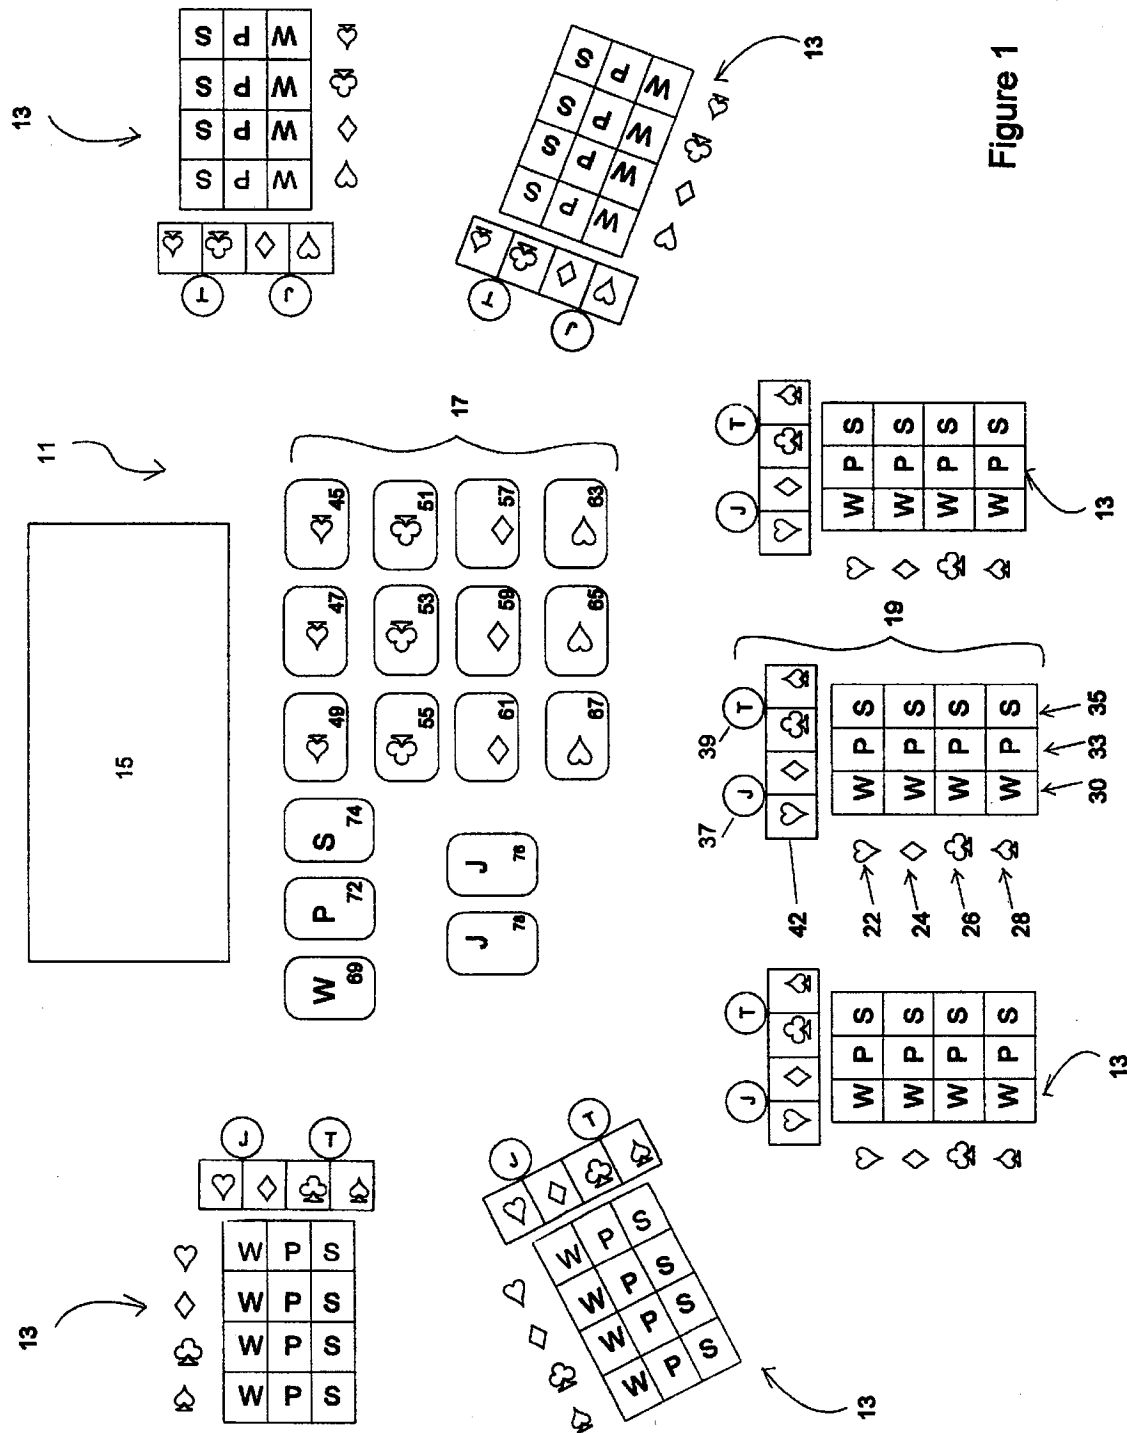 13
11
13
J T
W P S
W P S
W P S
W P S
15
T J
S P W
S P W
S P W
S P W
W 69
P 72
S 74
49 47 45
55 53 51
J 78
J 76
61 59 57
67 65 63
17
J T
W P S
W P S
W P S
W P S
13
T J
S P W
S P W
S P W
S P W
13
J T
W P S
W P S
W P S
W P S
13
37 39
J T
42
19
22 W P S
24 W P S
26 W P S
28 W P S
30 33 35
J T
W P S
W P S
W P S
W P S
13
Figure 1